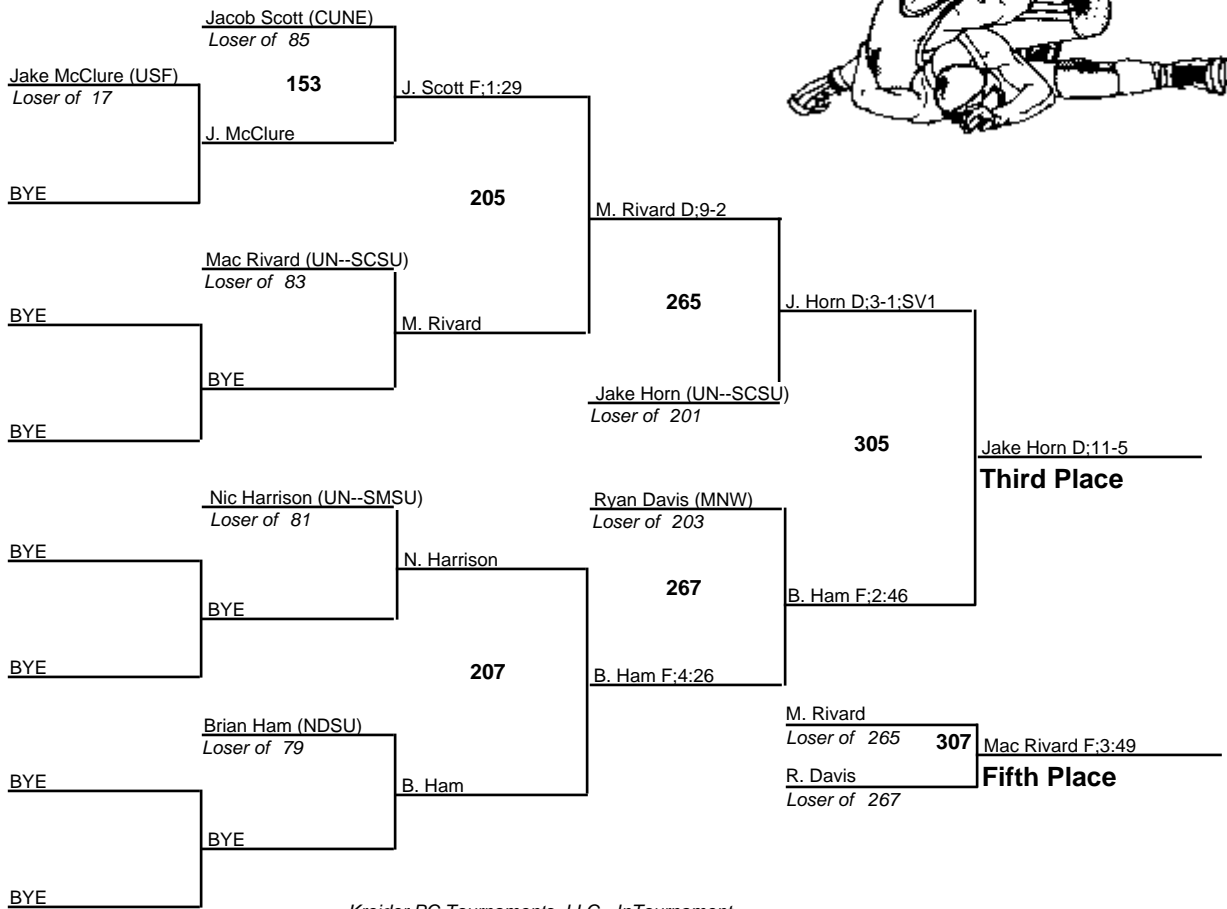 Jacob Scott (CUNE)
Loser of 85
Jake McClure (USF)
Loser of 17
153
J. Scott F;1:29
J. McClure
BYE
205
M. Rivard D;9-2
Mac Rivard (UN--SCSU)
Loser of 83
265
J. Horn D;3-1;SV1
BYE
M. Rivard
BYE
Jake Horn (UN--SCSU)
Loser of 201
BYE
305
Jake Horn D;11-5
Third Place
Nic Harrison (UN--SMSU)
Loser of 81
Ryan Davis (MNW)
Loser of 203
BYE
N. Harrison
267
B. Ham F;2:46
BYE
BYE
207
B. Ham F;4:26
Brian Ham (NDSU)
Loser of 79
M. Rivard
Loser of 265
307
Mac Rivard F;3:49
Fifth Place
BYE
B. Ham
R. Davis
Loser of 267
BYE
BYE
Kreider PC Tournaments, LLC - InTournament